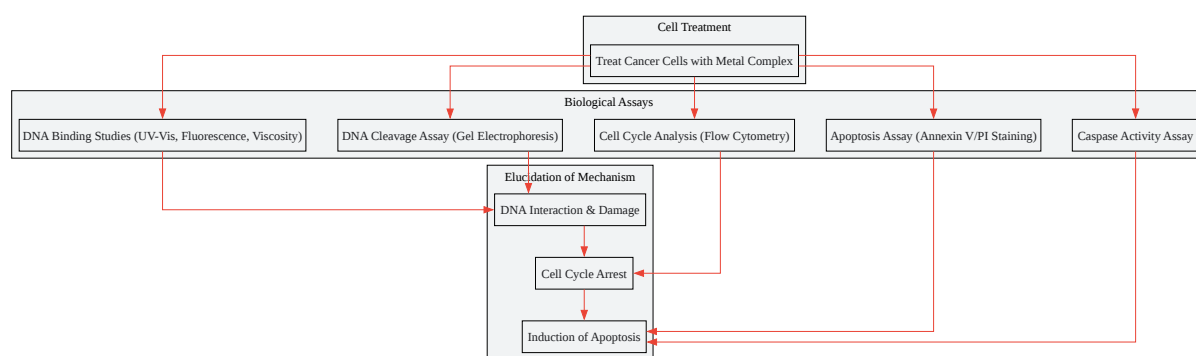 Cell Treatment
Treat Cancer Cells with Metal Complex
Biological Assays
DNA Binding Studies (UV-Vis, Fluorescence, Viscosity)
DNA Cleavage Assay (Gel Electrophoresis)
Cell Cycle Analysis (Flow Cytometry)
Apoptosis Assay (Annexin V/PI Staining)
Caspase Activity Assay
Elucidation of Mechanism
DNA Interaction & Damage
Cell Cycle Arrest
Induction of Apoptosis